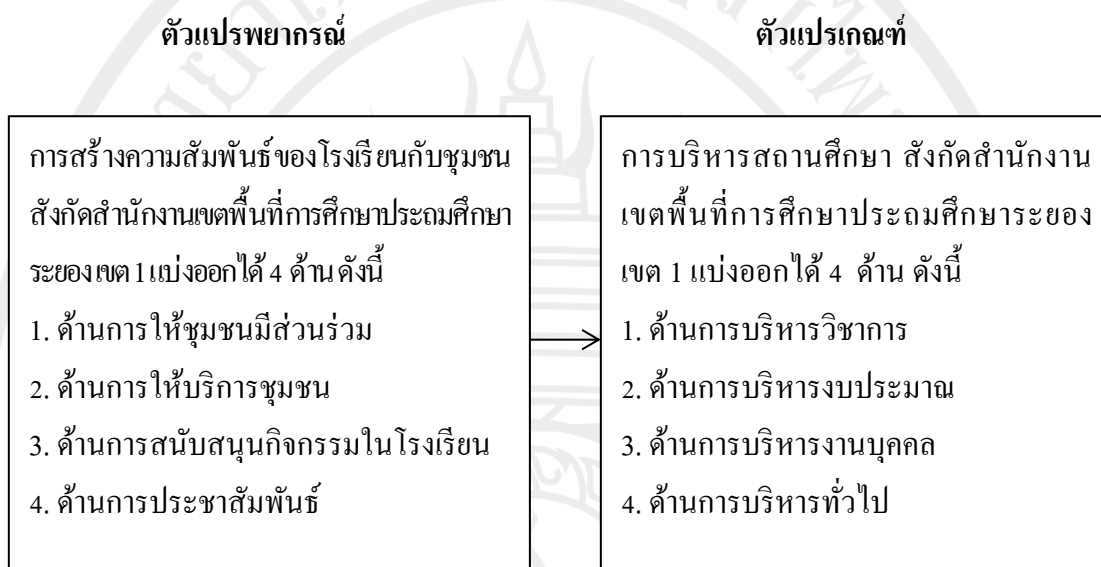 ตัวแปรพยากรณ์
ตัวแปรเกณฑ์
การสร้างความสัมพันธ์ของโรงเรียนกับชุมชน
สังกัดสำนักงานเขตพื้นที่การศึกษาประถมศึกษา
ระยอง เขต 1 แบ่งออกได้ 4 ด้าน ดังนี้
1. ด้านการให้ชุมชนมีส่วนร่วม
2. ด้านการให้บริการชุมชน
3. ด้านการสนับสนุนกิจกรรมในโรงเรียน
4. ด้านการประชาสัมพันธ์
การบริหารสถานศึกษา สังกัดสำนักงาน
เขตพื้นที่การศึกษาประถมศึกษาระยอง
เขต 1 แบ่งออกได้ 4 ด้าน ดังนี้
1. ด้านการบริหารวิชาการ
2. ด้านการบริหารงบประมาณ
3. ด้านการบริหารงานบุคคล
4. ด้านการบริหารทั่วไป